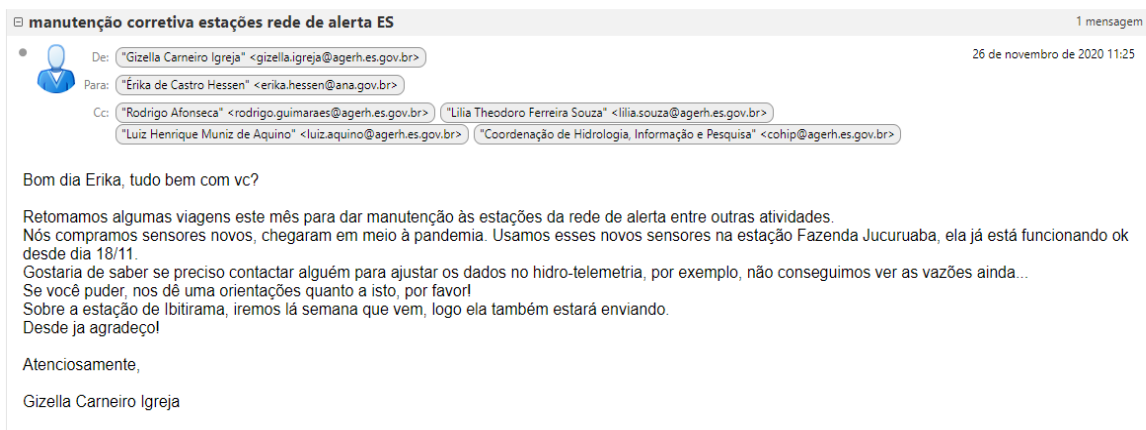 manutenção corretiva estações rede de alerta ES 1 mensagem
De: "Gizella Carneiro Igreja" <gizella.igreja@agerh.es.gov.br> 26 de novembro de 2020 11:25
Para: "Érika de Castro Hessen" <erika.hessen@ana.gov.br>
Cc: "Rodrigo Afonseca" <rodrigo.guimaraes@agerh.es.gov.br> "Lilia Theodoro Ferreira Souza" <lilia.souza@agerh.es.gov.br>
"Luiz Henrique Muniz de Aquino" <luiz.aquino@agerh.es.gov.br> "Coordenação de Hidrologia, Informação e Pesquisa" <cohip@agerh.es.gov.br>
Bom dia Erika, tudo bem com vc?
Retomamos algumas viagens este mês para dar manutenção às estações da rede de alerta entre outras atividades.
Nós compramos sensores novos, chegaram em meio à pandemia. Usamos esses novos sensores na estação Fazenda Jucuruaba, ela já está funcionando ok
desde dia 18/11.
Gostaria de saber se preciso contactar alguém para ajustar os dados no hidro-telemetria, por exemplo, não conseguimos ver as vazões ainda...
Se você puder, nos dê uma orientações quanto a isto, por favor!
Sobre a estação de Ibitirama, iremos lá semana que vem, logo ela também estará enviando.
Desde ja agradeço!
Atenciosamente,
Gizella Carneiro Igreja